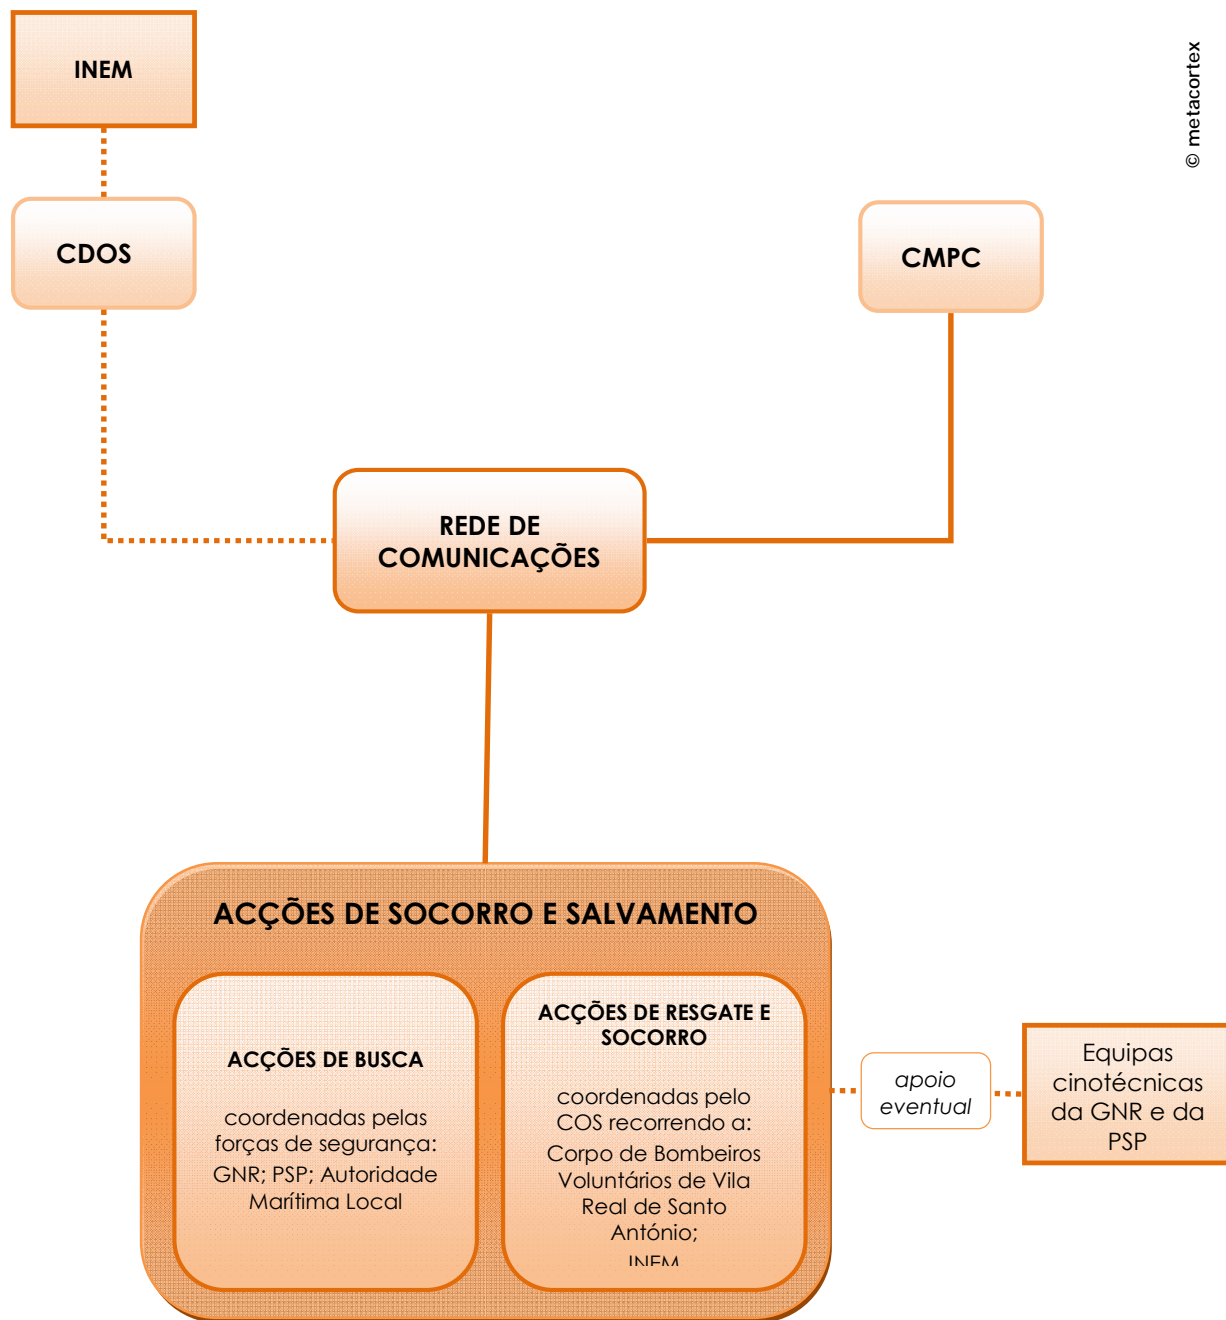 INEM
© metacortex
CDOS
CMPC
REDE DE
COMUNICAÇÕES
ACÇÕES DE SOCORRO E SALVAMENTO
ACÇÕES DE BUSCA
coordenadas pelas
forças de segurança:
GNR; PSP; Autoridade
Marítima Local
ACÇÕES DE RESGATE E
SOCORRO
coordenadas pelo
COS recorrendo a:
Corpo de Bombeiros
Voluntários de Vila
Real de Santo
António;
INEM
apoio
eventual
Equipas
cinotécnicas
da GNR e da
PSP